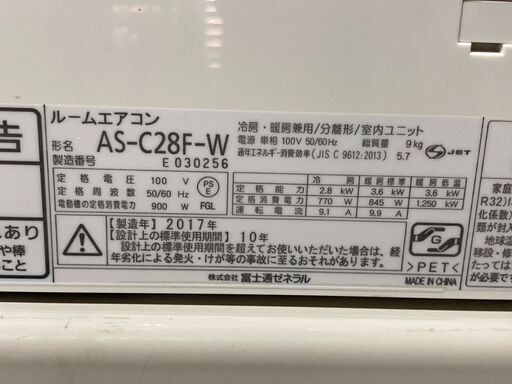 ルームエアコン
形名 AS-C28F-W
製造番号 E 030256
冷房・暖房兼用/分離形/室内ユニット
電源 単相 100V 50/60Hz 総質量 9kg
通年エネルギー消費効率(JIS C 9612:2013) 5.7
JET
定格電圧 100 V
定格周波数 50/60 Hz
電動機の定格消費電力 900 W
PS E
FGL
冷房 暖房 暖房低温
定格能力 2.8 kW 3.6 kW 3.6 kW
定格消費電力 770 W 845 W 1.250 kW
運転電流 9.1 A 9.9 A
【製造年】2017年
【設計上の標準使用期間】10年
設計上の標準使用期間を超えてお使いいただいた場合は、経
年劣化による発火・けが等の事故に至るおそれがあります。
株式会社 富士通ゼネラル
G
>PET<
MADE IN CHINA
告
こあり
や棒
こと
家庭
R32)に
化係数)
類が封入
地球温
移設・修
たっては